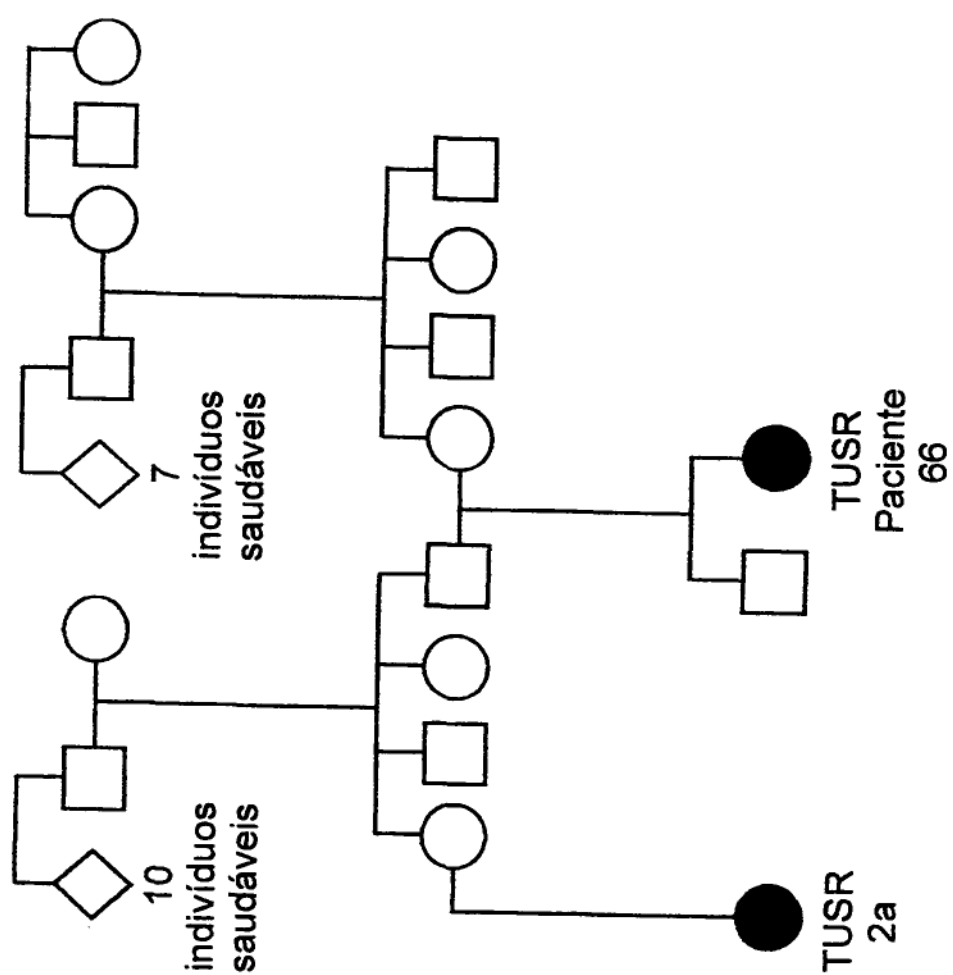 10
indivíduos
saudáveis
7
indivíduos
saudáveis
TUSR
2a
TUSR
Paciente
66